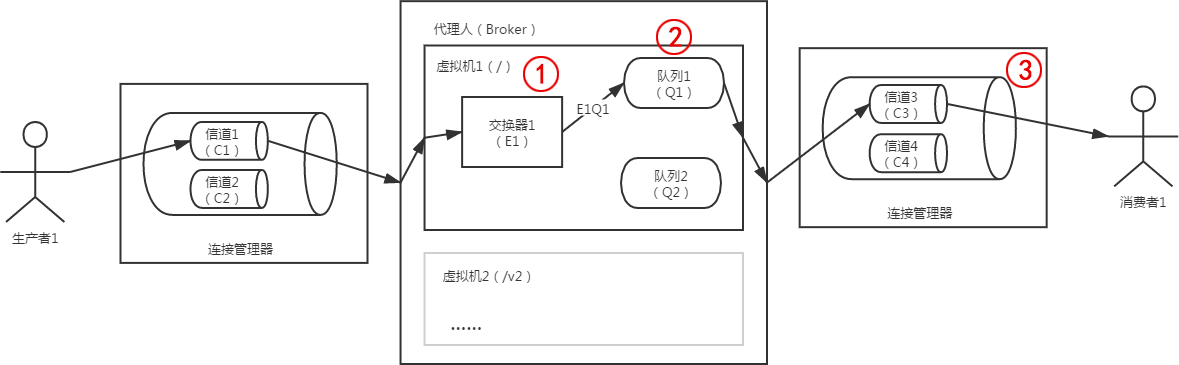 代理人（Broker）
②
虚拟机1（/）
①
队列1
（Q1）
③
E1Q1
交换器1
（E1）
信道1
（C1）
信道2
（C2）
信道3
（C3）
信道4
（C4）
队列2
（Q2）
生产者1
连接管理器
连接管理器
消费者1
虚拟机2（/v2）
......